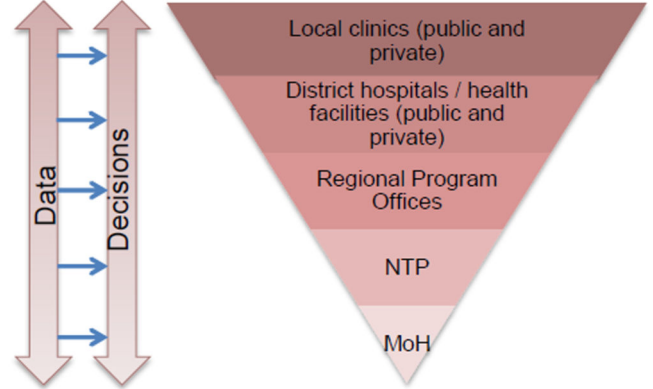 Data
Decisions
Local clinics (public and
private)
District hospitals / health
facilities (public and
private)
Regional Program
Offices
NTP
MoH